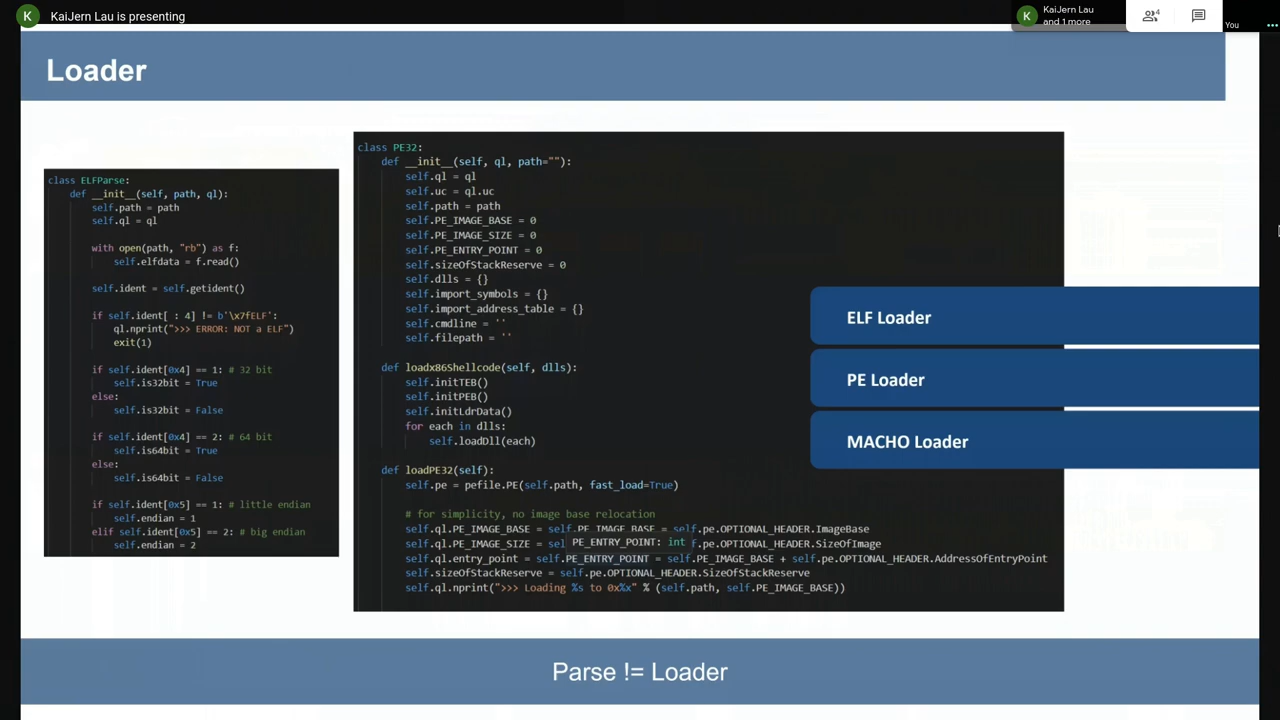 K
KaiJern Lau is presenting
K
KaiJern Lau
and 1 more
4
You
Loader
class ELFParse:
def __init__(self, path, ql):
self.path = path
self.ql = ql
with open(path, "rb") as f:
self.elfdata = f.read()
self.ident = self.getident()
if self.ident[ : 4] != b'\x7fELF':
ql.nprint(">>> ERROR: NOT a ELF")
exit(1)
if self.ident[0x4] == 1: # 32 bit
self.is32bit = True
else:
self.is32bit = False
if self.ident[0x4] == 2: # 64 bit
self.is64bit = True
else:
self.is64bit = False
if self.ident[0x5] == 1: # little endian
self.endian = 1
elif self.ident[0x5] == 2: # big endian
self.endian = 2
class PE32:
def __init__(self, ql, path=""):
self.ql = ql
self.uc = ql.uc
self.path = path
self.PE_IMAGE_BASE = 0
self.PE_IMAGE_SIZE = 0
self.PE_ENTRY_POINT = 0
self.sizeOfStackReserve = 0
self.dlls = {}
self.import_symbols = {}
self.import_address_table = {}
self.cmdline = ''
self.filepath = ''
def loadx86Shellcode(self, dlls):
self.initTEB()
self.initPEB()
self.initLdrData()
for each in dlls:
self.loadDll(each)
def loadPE32(self):
self.pe = pefile.PE(self.path, fast_load=True)
# for simplicity, no image base relocation
self.ql.PE_IMAGE_BASE = self.PE_IMAGE_BASE = self.pe.OPTIONAL_HEADER.ImageBase
PE_ENTRY_POINT: int
self.ql.PE_IMAGE_SIZE = sel f.pe.OPTIONAL_HEADER.SizeOfImage
self.ql.entry_point = self.PE_ENTRY_POINT = self.PE_IMAGE_BASE + self.pe.OPTIONAL_HEADER.AddressOfEntryPoint
self.sizeOfStackReserve = self.pe.OPTIONAL_HEADER.SizeOfStackReserve
self.ql.nprint(">>> Loading %s to 0x%x" % (self.path, self.PE_IMAGE_BASE))
ELF Loader
PE Loader
MACHO Loader
Parse != Loader